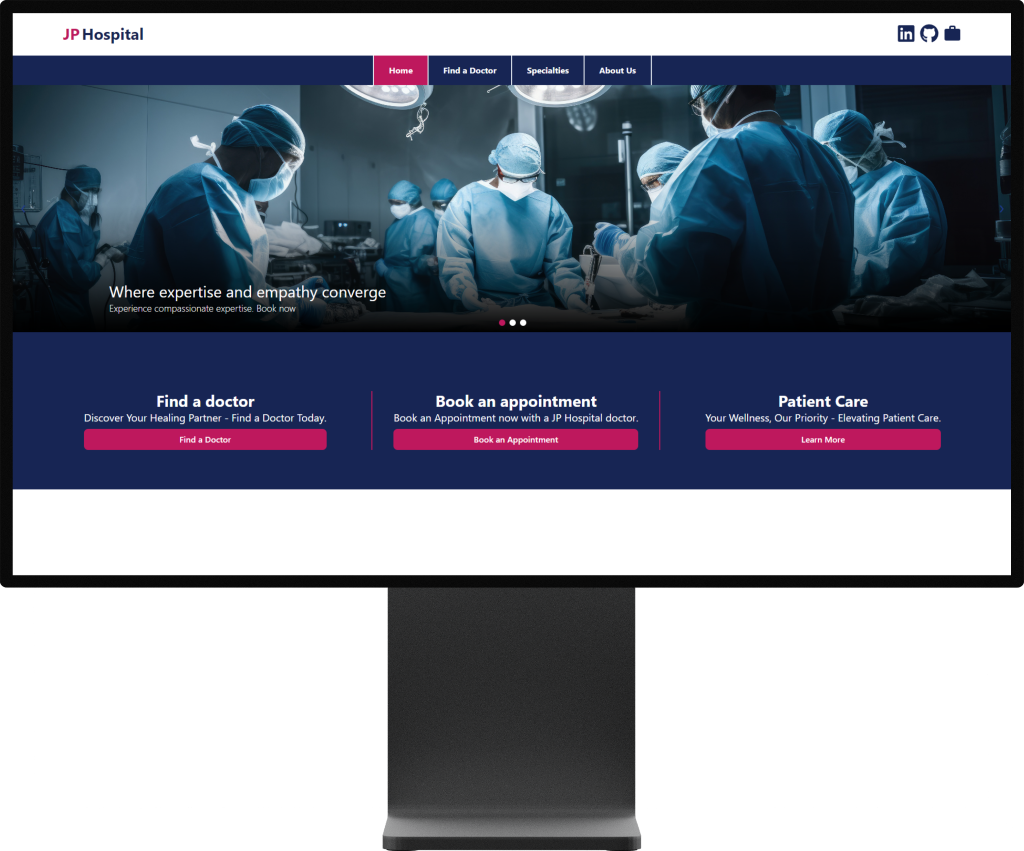 JP Hospital
in
Home Find a Doctor Specialties About Us
Where expertise and empathy converge
Experience compassionate expertise. Book now
Find a doctor
Discover Your Healing Partner - Find a Doctor Today.
Find a Doctor
Book an appointment
Book an Appointment now with a JP Hospital doctor.
Book an Appointment
Patient Care
Your Wellness, Our Priority - Elevating Patient Care.
Learn More